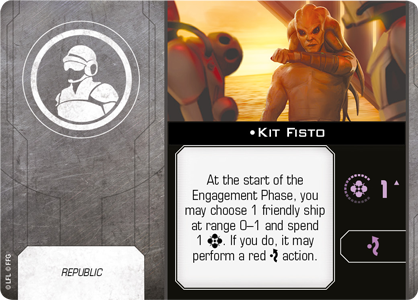 • KIT FISTO
At the start of the
Engagement Phase, you
may choose 1 friendly ship
at range 0–1 and spend
1 . If you do, it may
perform a red action.
1
REPUBLIC
© LFL © FFG